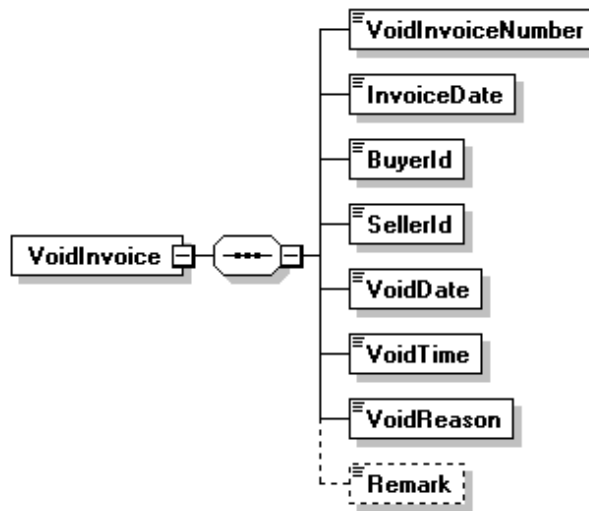 VoidInvoiceNumber
InvoiceDate
BuyerId
SellerId
VoidInvoice
VoidDate
VoidTime
VoidReason
Remark